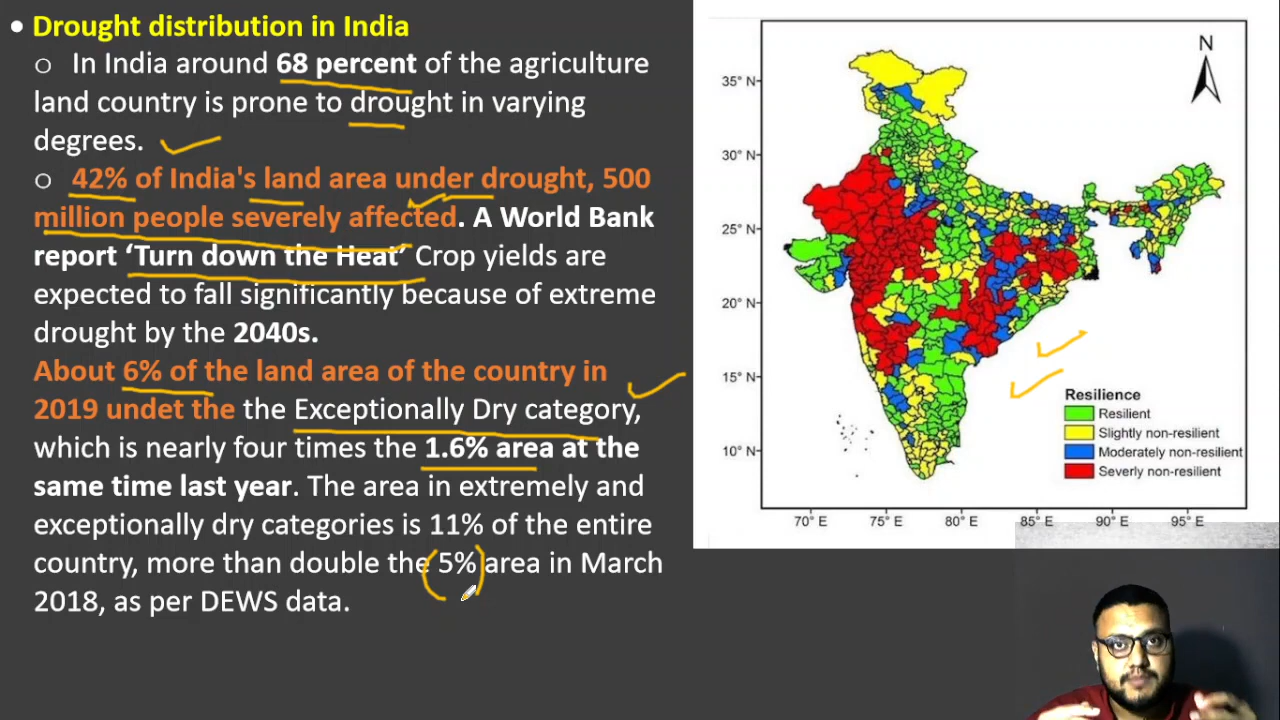 • Drought distribution in India
o In India around 68 percent of the agriculture
land country is prone to drought in varying
degrees.
o 42% of India's land area under drought, 500
million people severely affected. A World Bank
report ‘Turn down the Heat’ Crop yields are
expected to fall significantly because of extreme
drought by the 2040s.
About 6% of the land area of the country in
2019 undet the the Exceptionally Dry category,
which is nearly four times the 1.6% area at the
same time last year. The area in extremely and
exceptionally dry categories is 11% of the entire
country, more than double the 5% area in March
2018, as per DEWS data.
N
35° N
30° N
25° N
20° N
15° N
10° N
70° E 75° E 80° E 85° E 90° E 95° E
Resilience
Resilient
Slightly non-resilient
Moderately non-resilient
Severly non-resilient